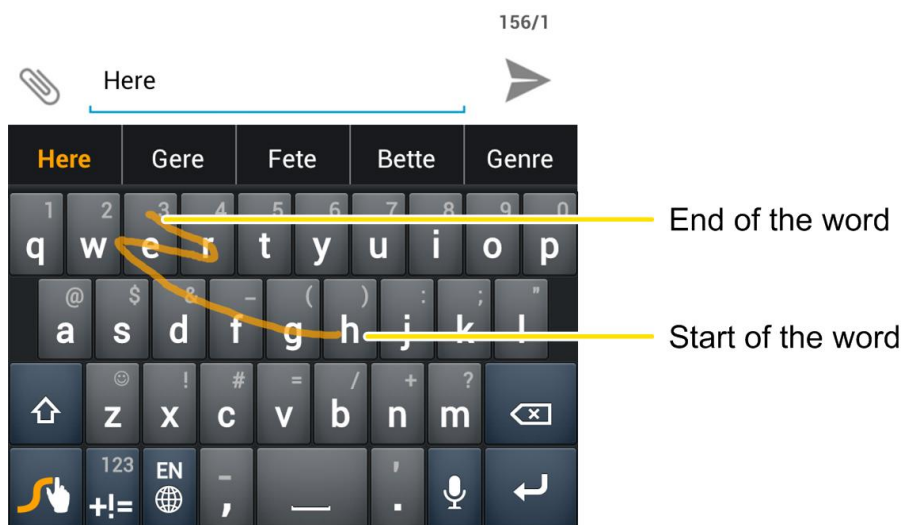 156/1
Here
Here Gere Fete Bette Genre
1 2 3 4 5 6 7 8 9 0
q w e r t y u i o p
End of the word
@ $ & _ ( ) : ; "
a s d f g h j k l
Start of the word
! # = / + ?
z x c v b n m
123 EN - '
+!= , .